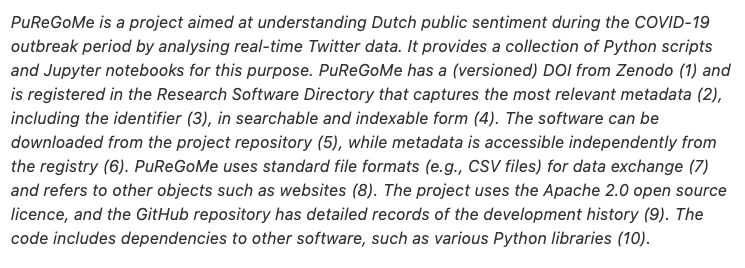 PuReGoMe is a project aimed at understanding Dutch public sentiment during the COVID-19
outbreak period by analysing real-time Twitter data. It provides a collection of Python scripts
and Jupyter notebooks for this purpose. PuReGoMe has a (versioned) DOI from Zenodo (1) and
is registered in the Research Software Directory that captures the most relevant metadata (2),
including the identifier (3), in searchable and indexable form (4). The software can be
downloaded from the project repository (5), while metadata is accessible independently from
the registry (6). PuReGoMe uses standard file formats (e.g., CSV files) for data exchange (7)
and refers to other objects such as websites (8). The project uses the Apache 2.0 open source
licence, and the GitHub repository has detailed records of the development history (9). The
code includes dependencies to other software, such as various Python libraries (10).